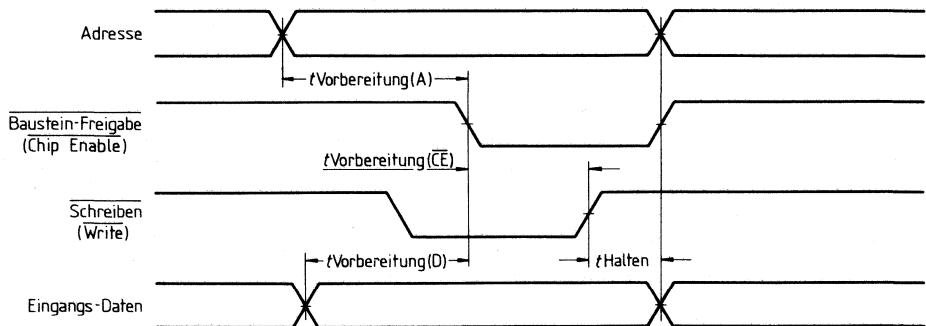 Adresse
tVorbereitung(A)
Baustein-Freigabe
(Chip Enable)
tVorbereitung(CE)
Schreiben
(Write)
tVorbereitung(D)
tHalten
Eingangs-Daten